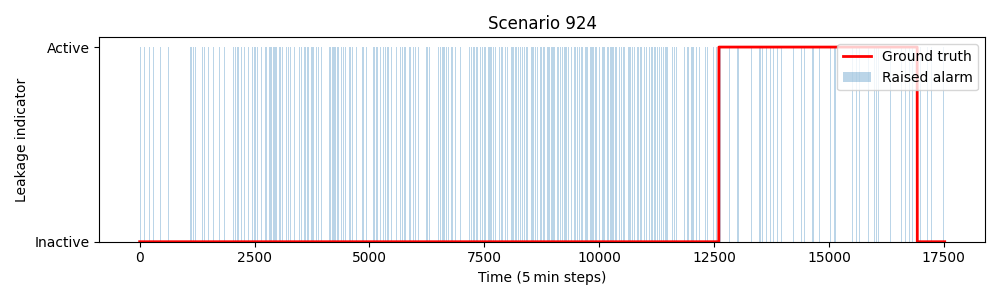 Scenario 924
Active
Inactive
Leakage indicator
Ground truth
Raised alarm
0
2500
5000
7500
10000
12500
15000
17500
Time (5 min steps)